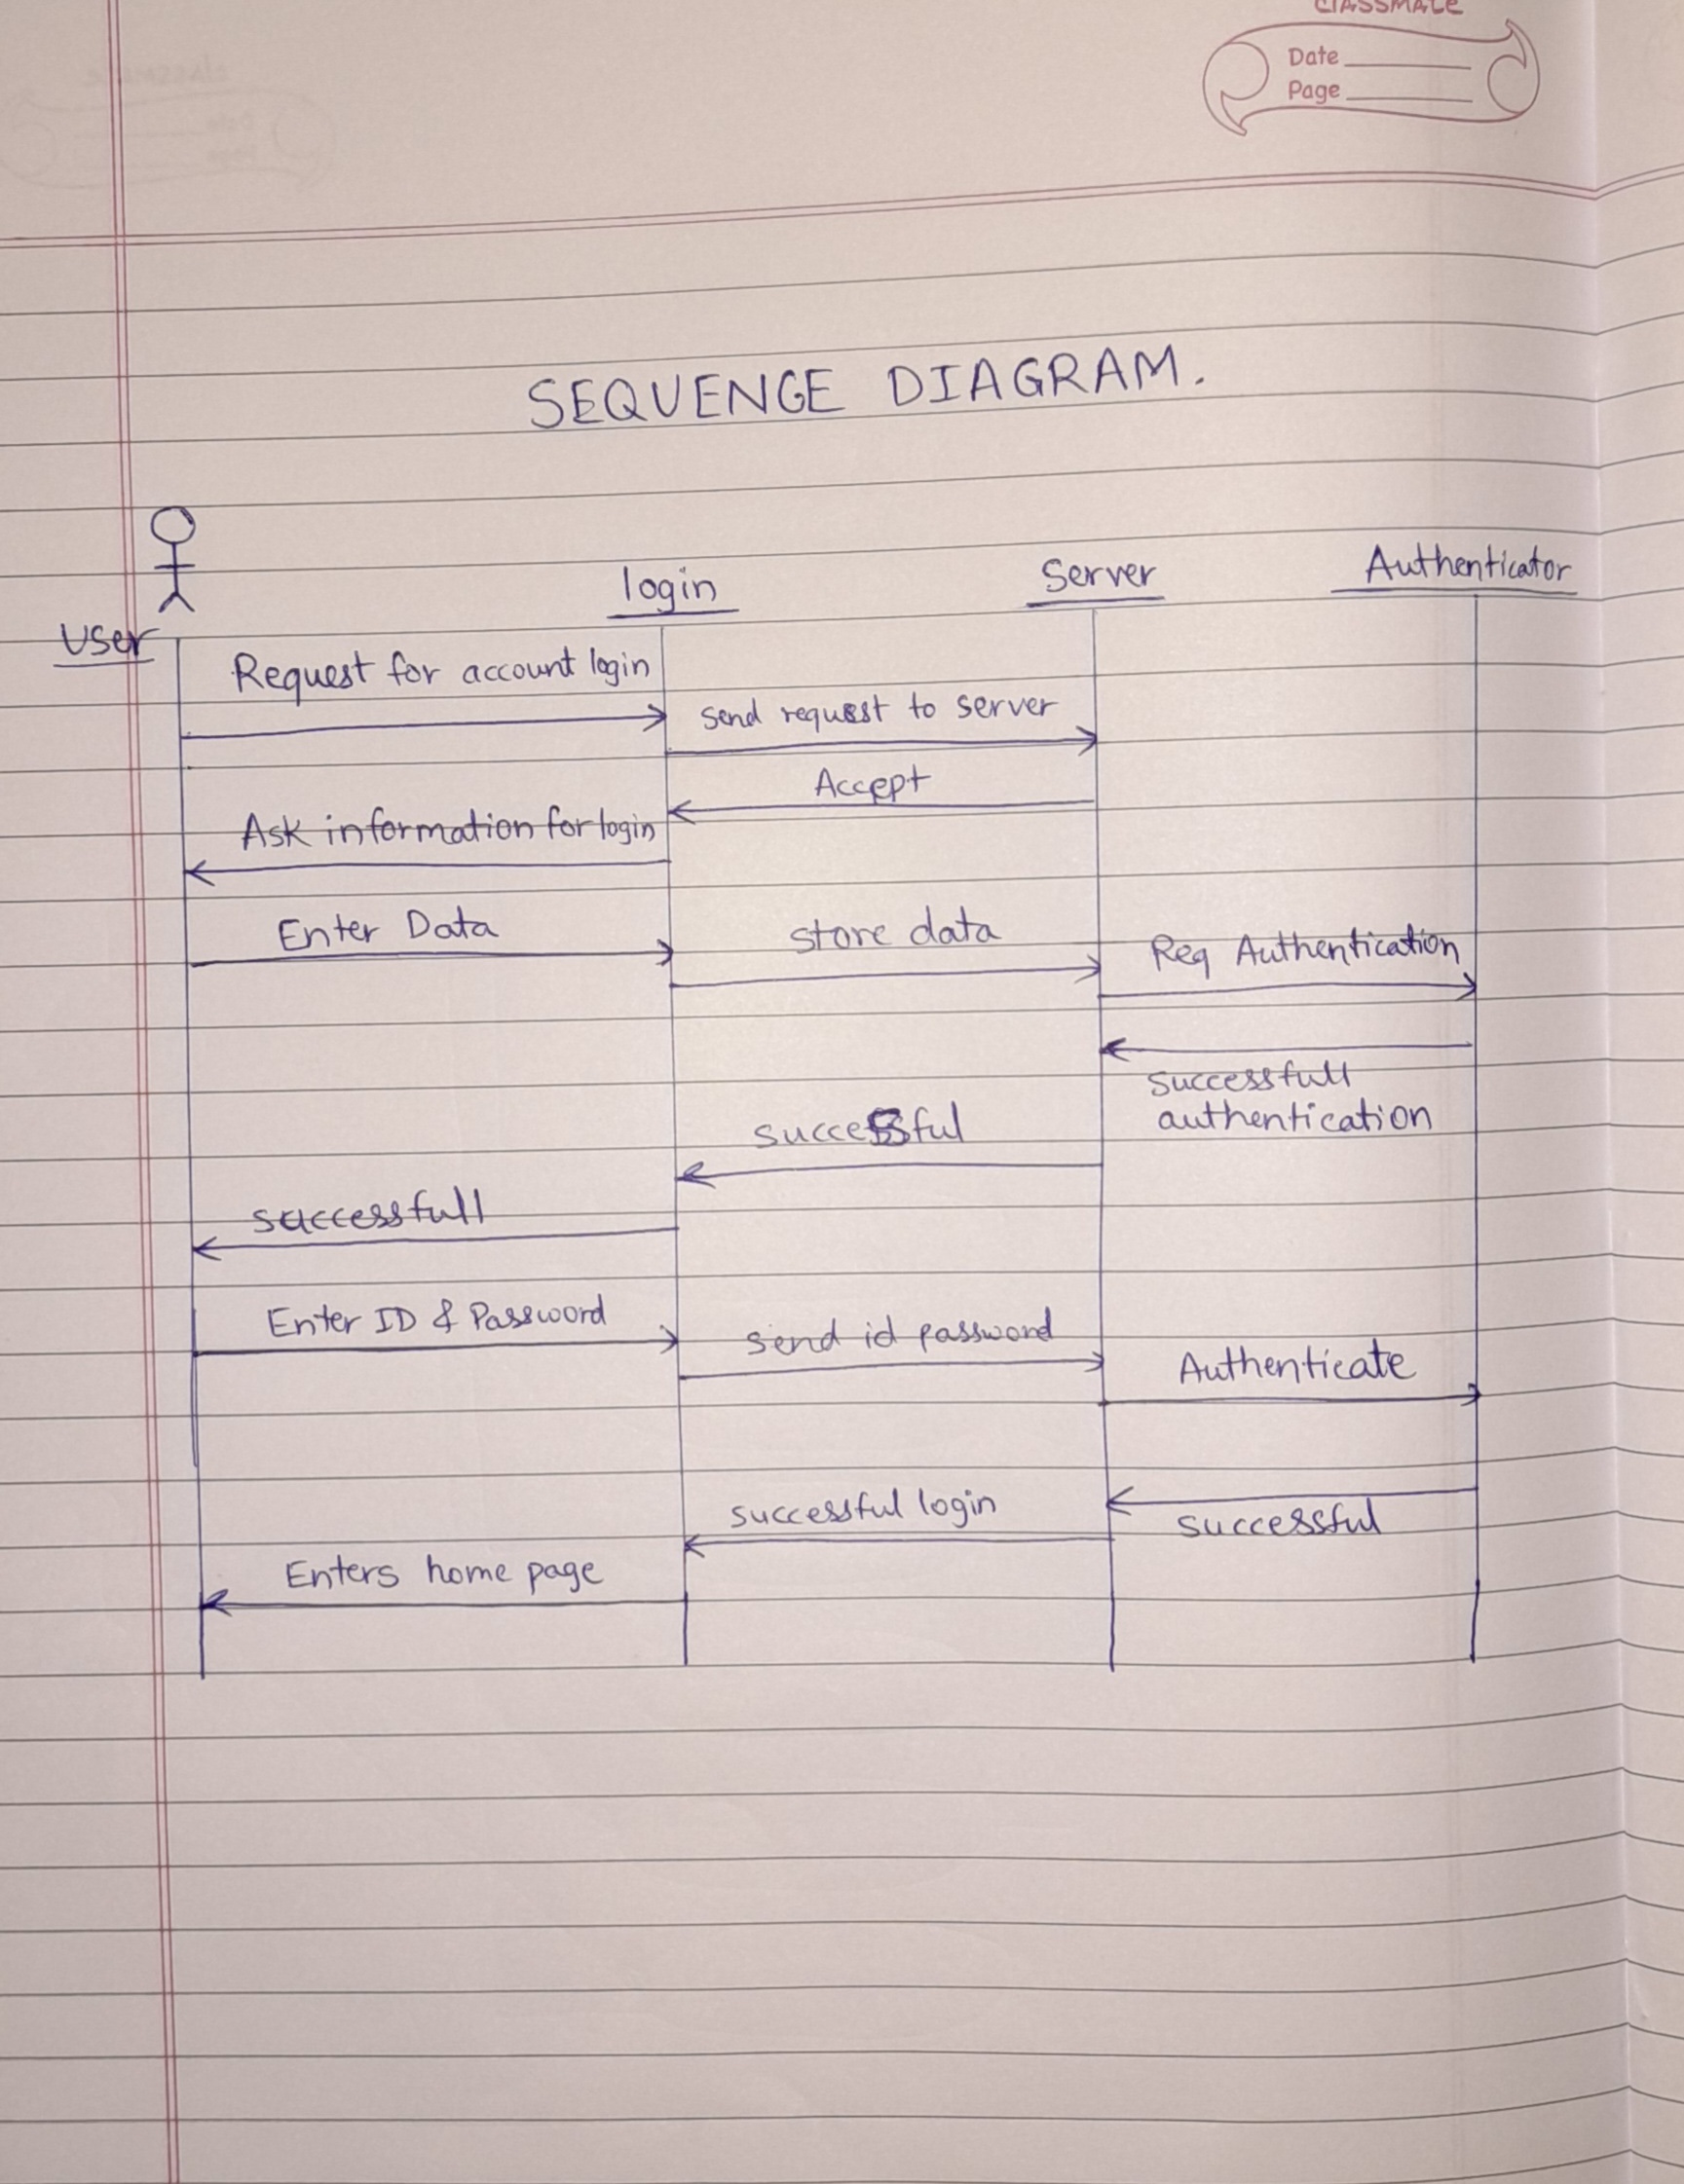 classmate
Date
Page
SEQUENCE DIAGRAM.
User
login
Server
Authenticator
Request for account login
send request to server
Accept
Ask information for login
Enter Data
store data
Req Authentication
successfull
authentication
successful
successfull
Enter ID & Password
send id password
Authenticate
successful login
successful
Enters home page